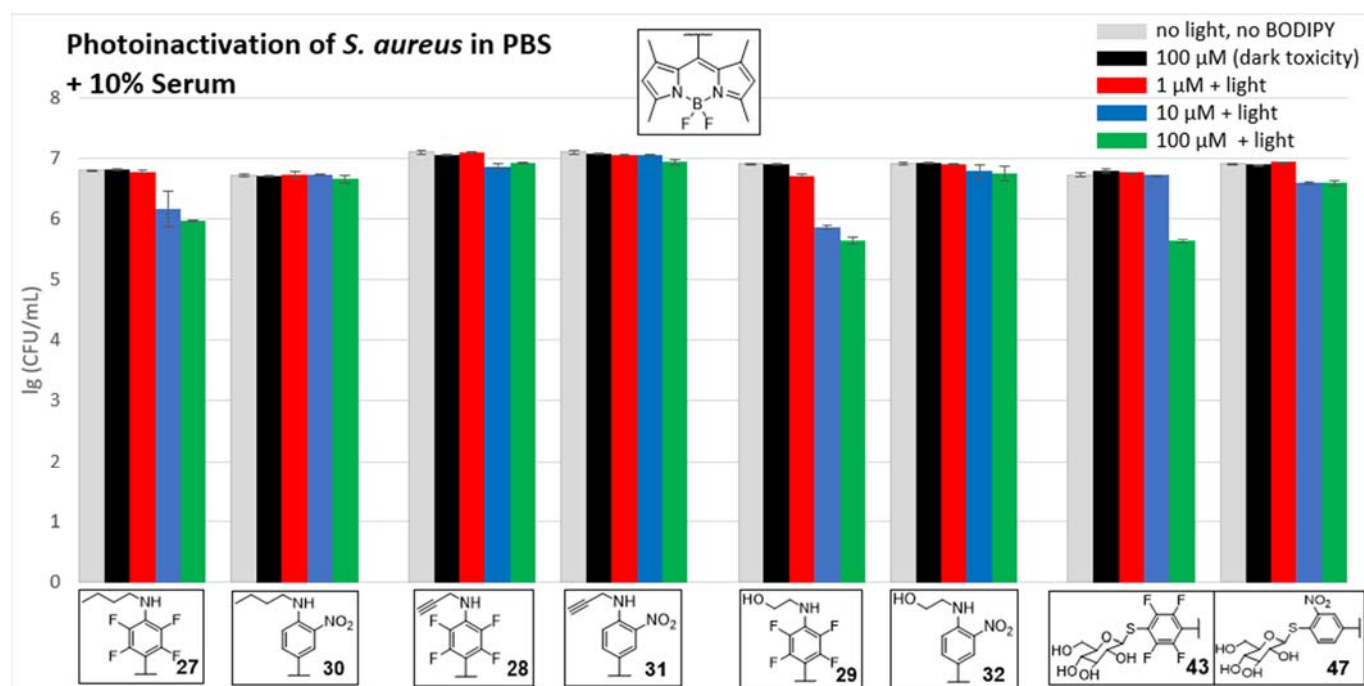 Photoinactivation of S. aureus in PBS
+ 10% Serum
no light, no BODIPY
100 µM (dark toxicity)
1 µM + light
10 µM + light
100 µM + light
N N
B
F F
8
7
6
5
4
3
2
1
0
lg (CFU/mL)
NH
F F
F F
27
NH
NO2
30
NH
F F
F F
28
NH
NO2
31
HO NH
F F
F F
29
HO NH
NO2
32
F F
S
HO O
HO F F
HO OH
43
NO2
S
HO O
HO
HO OH
47